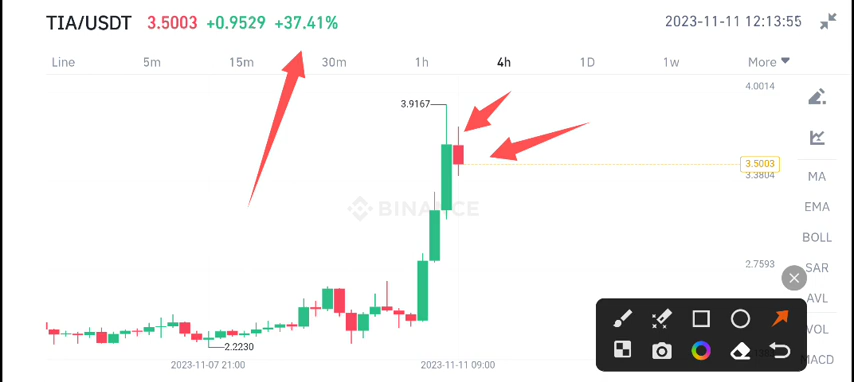 TIA/USDT 3.5003 +0.9529 +37.41% 2023-11-11 12:13:55
Line 5m 15m 30m 1h 4h 1D 1w More
4.0014
3.9167
3.5003
3.3804
MA
EMA
BINANCE
BOLL
2.7593
SAR
AVL
VOL
2.2230
MACD
2023-11-07 21:00 2023-11-11 09:00